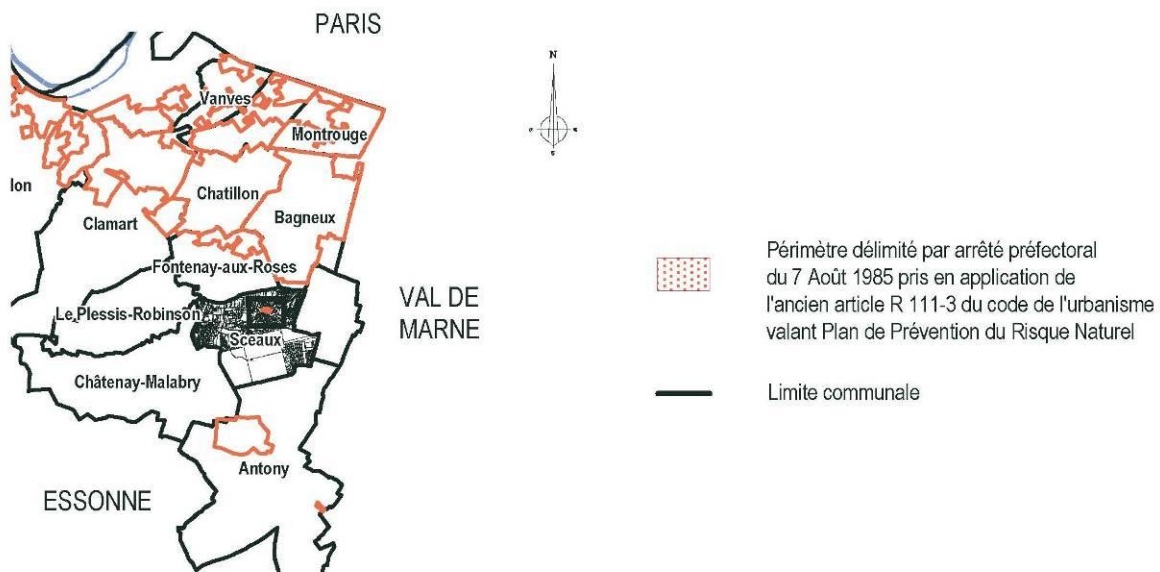 PARIS
N
Vanves
Montrouge
lon
Chatillon
Clamart
Bagneux
Fontenay-aux-Roses
Le Plessis-Robinson
VAL DE
MARNE
Sceaux
Châtenay-Malabry
Antony
ESSONNE
Périmètre délimité par arrêté préfectoral
du 7 Août 1985 pris en application de
l'ancien article R 111-3 du code de l'urbanisme
valant Plan de Prévention du Risque Naturel
Limite communale